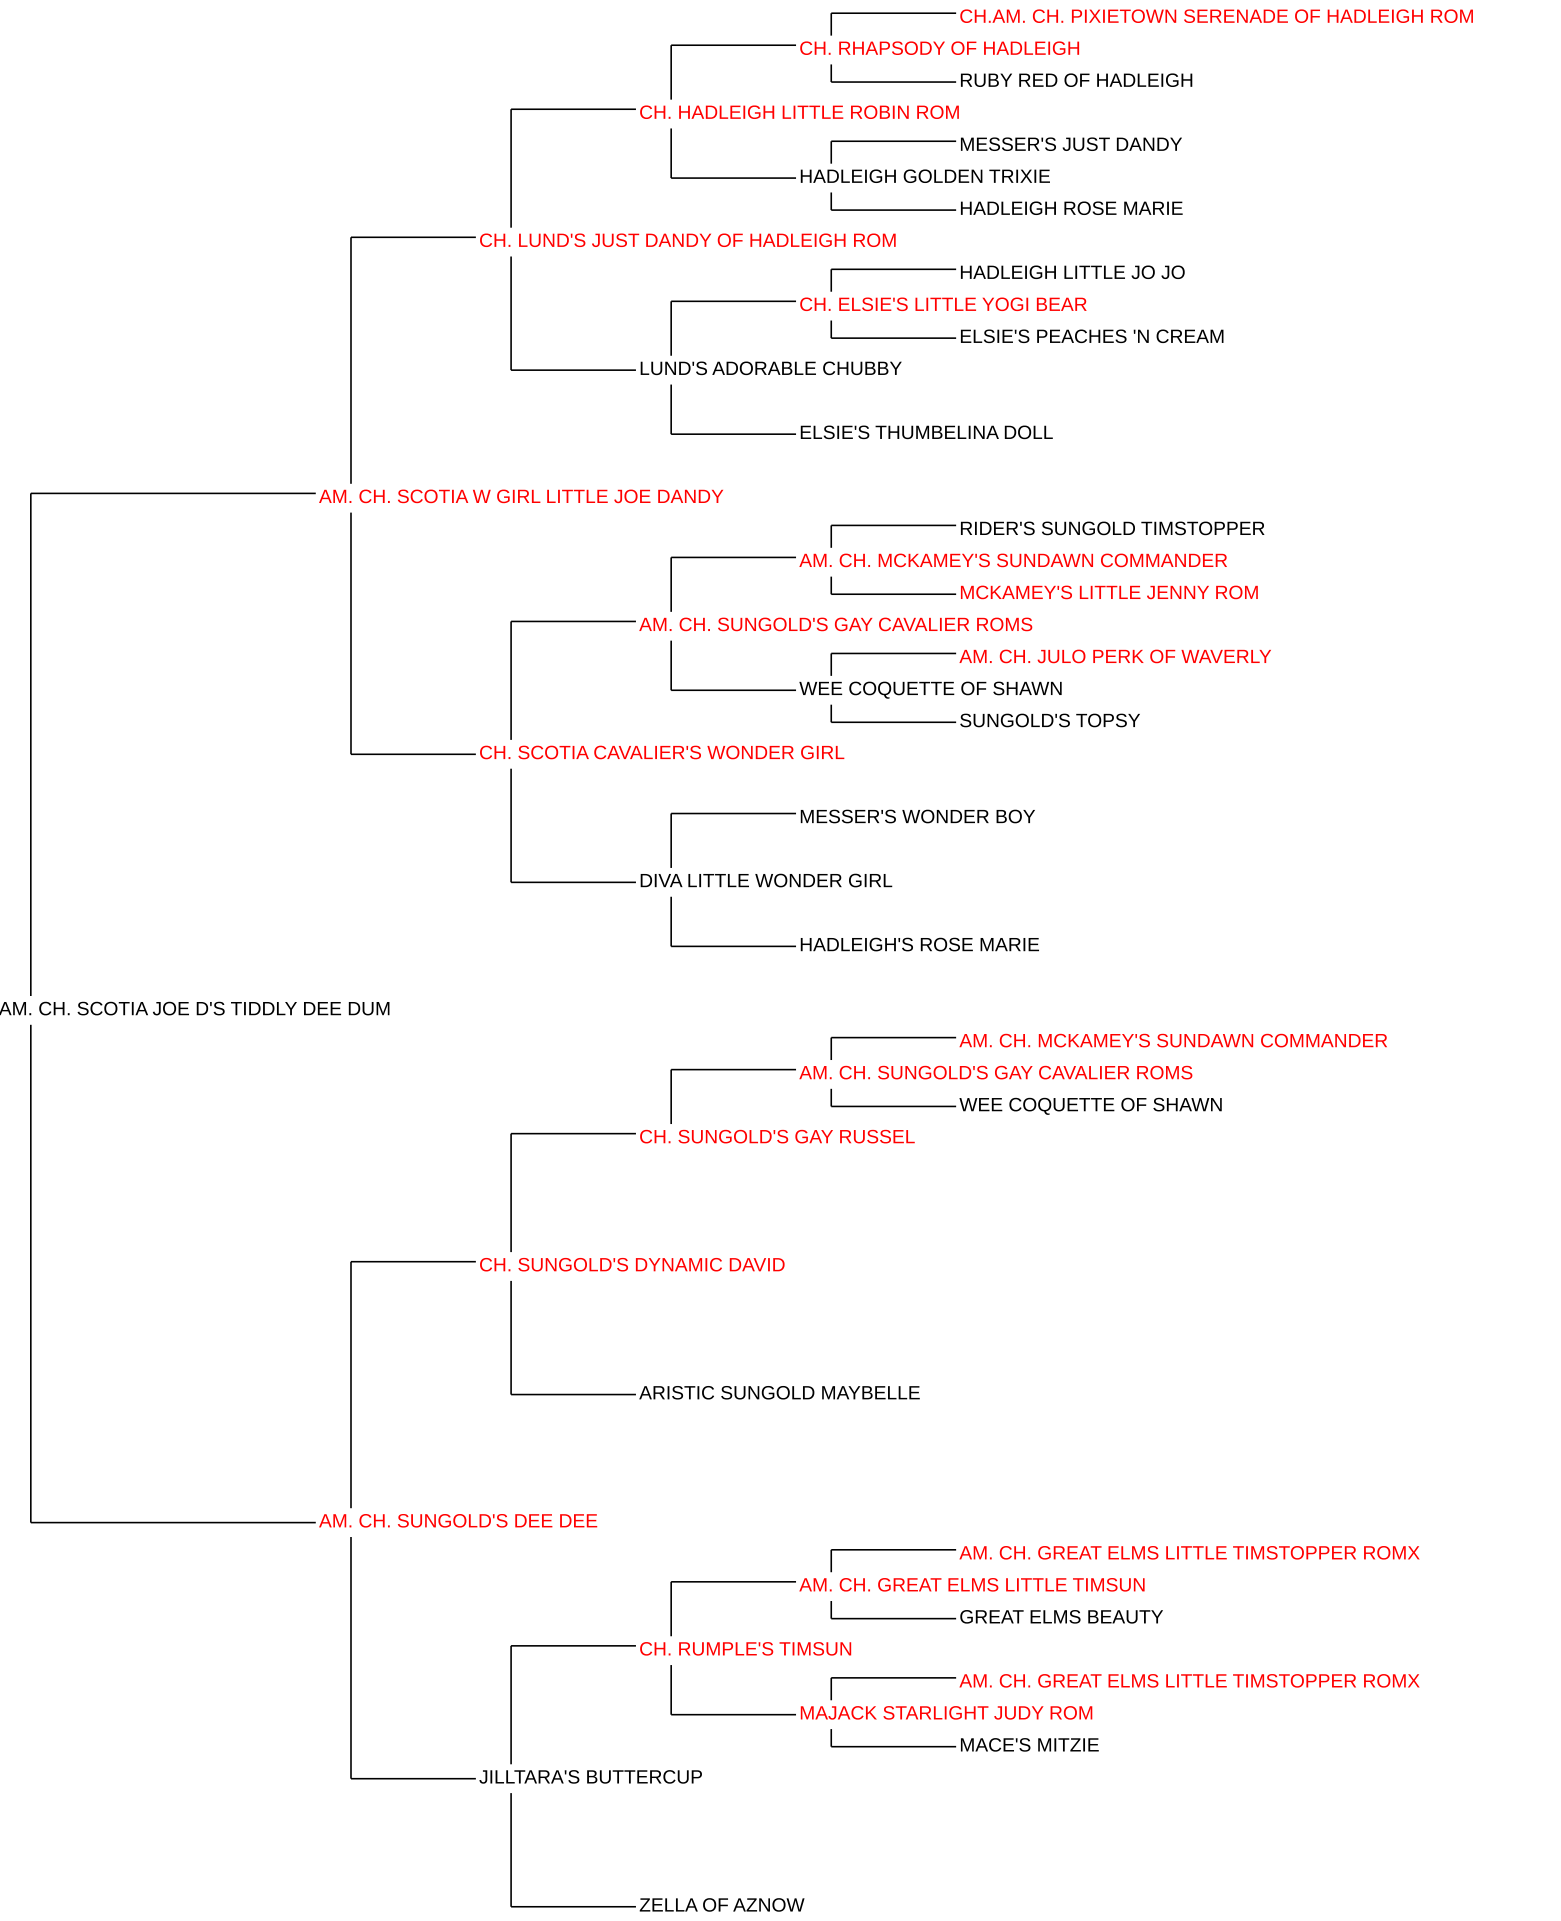 CH.AM. CH. PIXIETOWN SERENADE OF HADLEIGH ROM
CH. RHAPSODY OF HADLEIGH
RUBY RED OF HADLEIGH
CH. HADLEIGH LITTLE ROBIN ROM
MESSER'S JUST DANDY
HADLEIGH GOLDEN TRIXIE
HADLEIGH ROSE MARIE
CH. LUND'S JUST DANDY OF HADLEIGH ROM
HADLEIGH LITTLE JO JO
CH. ELSIE'S LITTLE YOGI BEAR
ELSIE'S PEACHES 'N CREAM
LUND'S ADORABLE CHUBBY
ELSIE'S THUMBELINA DOLL
AM. CH. SCOTIA W GIRL LITTLE JOE DANDY
RIDER'S SUNGOLD TIMSTOPPER
AM. CH. MCKAMEY'S SUNDAWN COMMANDER
MCKAMEY'S LITTLE JENNY ROM
AM. CH. SUNGOLD'S GAY CAVALIER ROMS
AM. CH. JULO PERK OF WAVERLY
WEE COQUETTE OF SHAWN
SUNGOLD'S TOPSY
CH. SCOTIA CAVALIER'S WONDER GIRL
MESSER'S WONDER BOY
DIVA LITTLE WONDER GIRL
HADLEIGH'S ROSE MARIE
AM. CH. SCOTIA JOE D'S TIDDLY DEE DUM
AM. CH. MCKAMEY'S SUNDAWN COMMANDER
AM. CH. SUNGOLD'S GAY CAVALIER ROMS
WEE COQUETTE OF SHAWN
CH. SUNGOLD'S GAY RUSSEL
CH. SUNGOLD'S DYNAMIC DAVID
ARISTIC SUNGOLD MAYBELLE
AM. CH. SUNGOLD'S DEE DEE
AM. CH. GREAT ELMS LITTLE TIMSTOPPER ROMX
AM. CH. GREAT ELMS LITTLE TIMSUN
GREAT ELMS BEAUTY
CH. RUMPLE'S TIMSUN
AM. CH. GREAT ELMS LITTLE TIMSTOPPER ROMX
MAJACK STARLIGHT JUDY ROM
MACE'S MITZIE
JILLTARA'S BUTTERCUP
ZELLA OF AZNOW